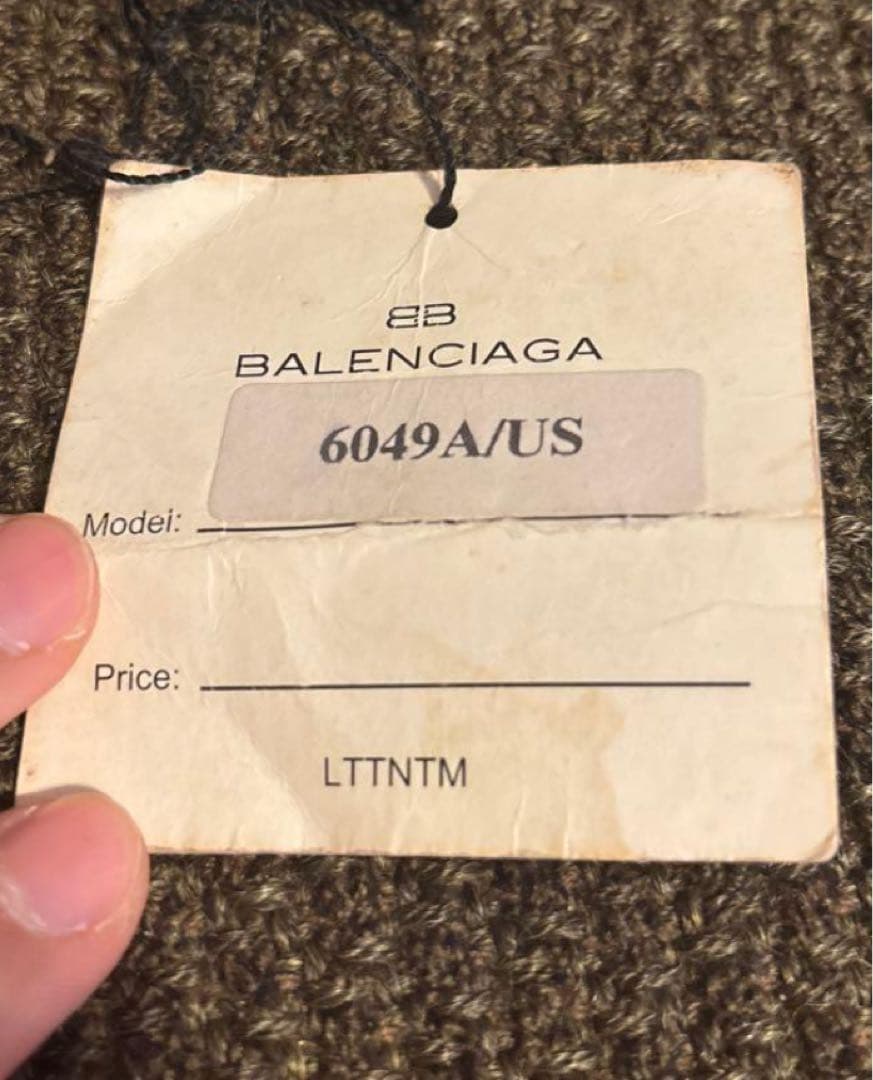 BB
BALENCIAGA
6049A/US
Model:
Price:
LTTNTM